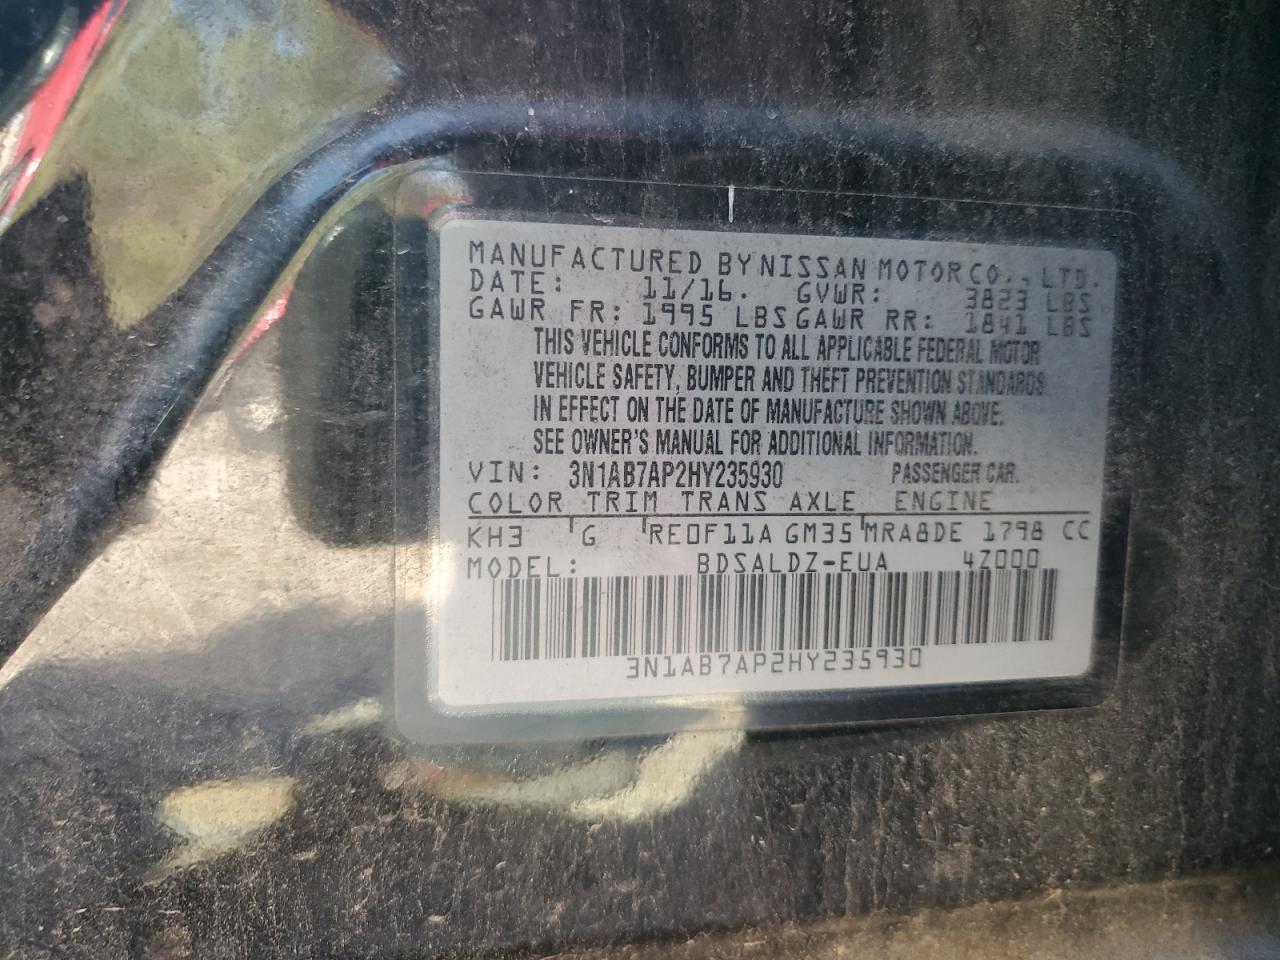 MANUFACTURED BY NISSAN MOTOR CO., LTD.
DATE: 11/16. GVWR: 3823 LBS
GAWR FR: 1995 LBS GAWR RR: 1841 LBS
THIS VEHICLE CONFORMS TO ALL APPLICABLE FEDERAL MOTOR
VEHICLE SAFETY, BUMPER AND THEFT PREVENTION STANDARDS
IN EFFECT ON THE DATE OF MANUFACTURE SHOWN ABOVE.
SEE OWNER'S MANUAL FOR ADDITIONAL INFORMATION.
VIN: 3N1AB7AP2HY235930 PASSENGER CAR.
COLOR TRIM TRANS AXLE ENGINE
KH3 G RE0F11A GM35 MRA8DE 1798 CC
MODEL: BDSALDZ-EUA 4Z000
3N1AB7AP2HY235930